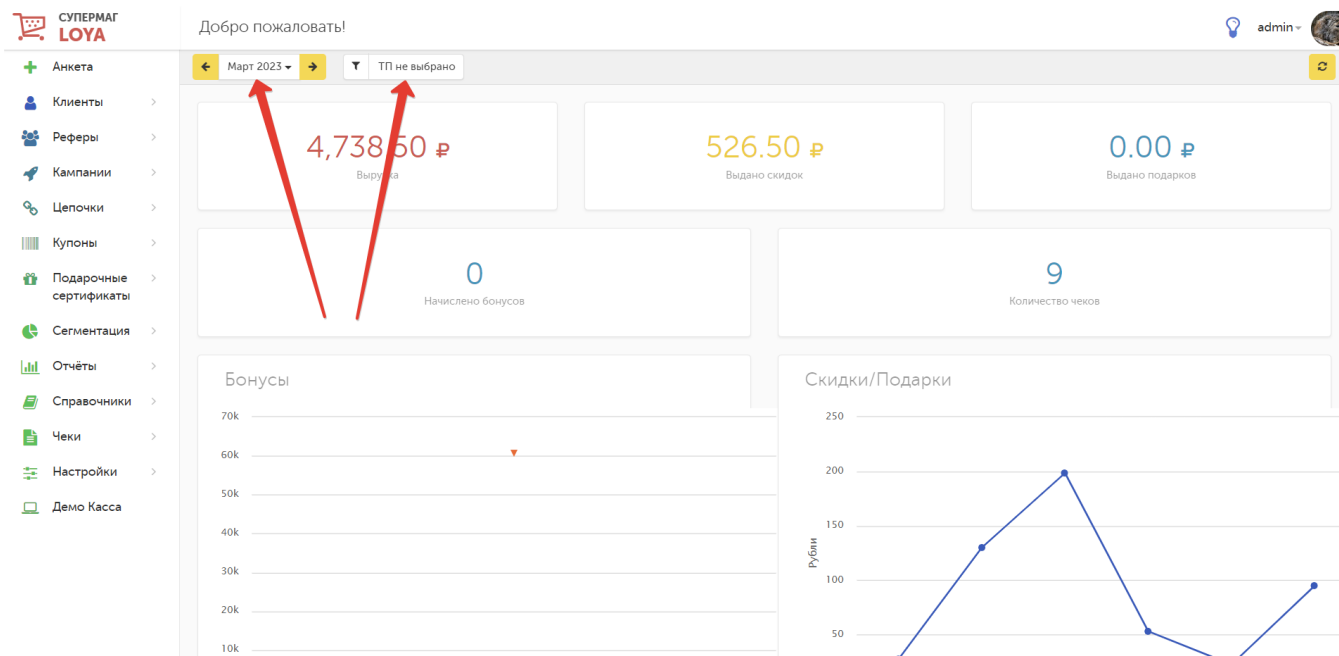 СУПЕРМАГ
LOYA
Добро пожаловать!
admin
Анкета
Март 2023
ТП не выбрано
Клиенты
Реферы
Кампании
Цепочки
Купоны
Подарочные
сертификаты
Сегментация
Отчёты
Справочники
Чеки
Настройки
Демо Касса
4,738.50 ₽
Выручка
526.50 ₽
Выдано скидок
0.00 ₽
Выдано подарков
0
Начислено бонусов
9
Количество чеков
Бонусы
70k
60k
50k
40k
30k
20k
10k
Скидки/Подарки
Рубли
250
200
150
100
50